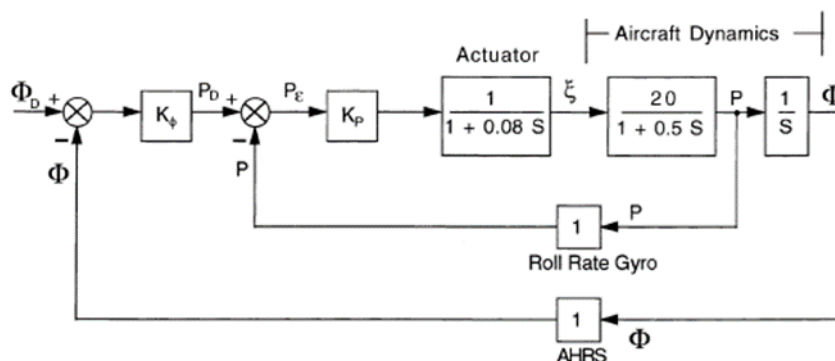 Aircraft Dynamics
Actuator
Φ_D + K_ϕ P_D + P_ε K_P 1 / 1 + 0.08 S ξ 20 / 1 + 0.5 S P 1 / S Φ
− Φ
− P
1 P
Roll Rate Gyro
1 Φ
AHRS